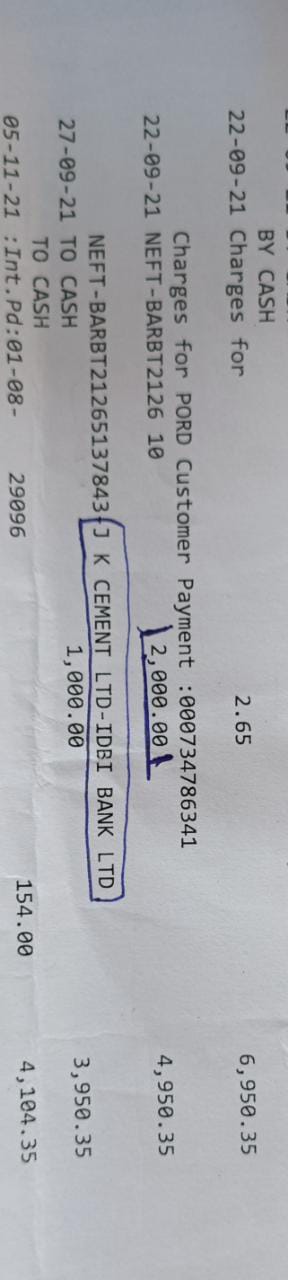 BY CASH
22-09-21 Charges for 2.65 6,950.35
Charges for PORD Customer Payment :000734786341
22-09-21 NEFT-BARBT2126 10 2,000.00 4,950.35
NEFT-BARBT21265137843-J K CEMENT LTD-IDBI BANK LTD
27-09-21 TO CASH 1,000.00 3,950.35
TO CASH
05-11-21 :Int.Pd:01-08- 29096 154.00 4,104.35